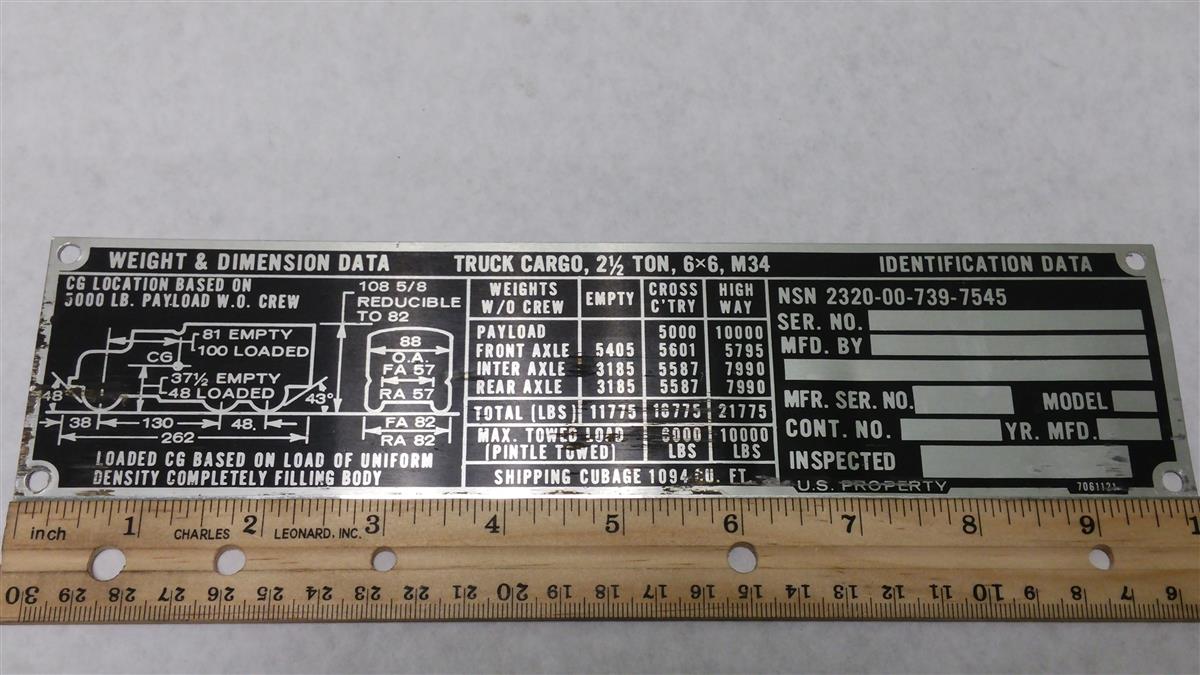 WEIGHT & DIMENSION DATA TRUCK CARGO, 2½ TON, 6×6, M34 IDENTIFICATION DATA
CG LOCATION BASED ON
5000 LB. PAYLOAD W.O. CREW
108 5/8
REDUCIBLE
TO 82
81 EMPTY
100 LOADED
CG
37½ EMPTY
48 LOADED
48°
43°
38 130 48.
262
88
O.A.
FA 57
RA 57
FA 82
RA 82
LOADED CG BASED ON LOAD OF UNIFORM
DENSITY COMPLETELY FILLING BODY
WEIGHTS W/O CREW EMPTY CROSS C'TRY HIGH WAY
PAYLOAD 5000 10000
FRONT AXLE 5405 5601 5795
INTER AXLE 3185 5587 7990
REAR AXLE 3185 5587 7990
TOTAL (LBS) 11775 16775 21775
MAX. TOWED LOAD 6000 10000
(PINTLE TOWED) LBS LBS
SHIPPING CUBAGE 1094 CU. FT.
NSN 2320-00-739-7545
SER. NO.
MFD. BY
MFR. SER. NO. MODEL
CONT. NO. YR. MFD.
INSPECTED
U.S. PROPERTY
inch 1 2 3 4 5 6 7 8 9 1
CHARLES LEONARD, INC.
30 29 28 27 26 25 24 23 22 21 20 19 18 17 16 15 14 13 12 11 10 9 8 7 6